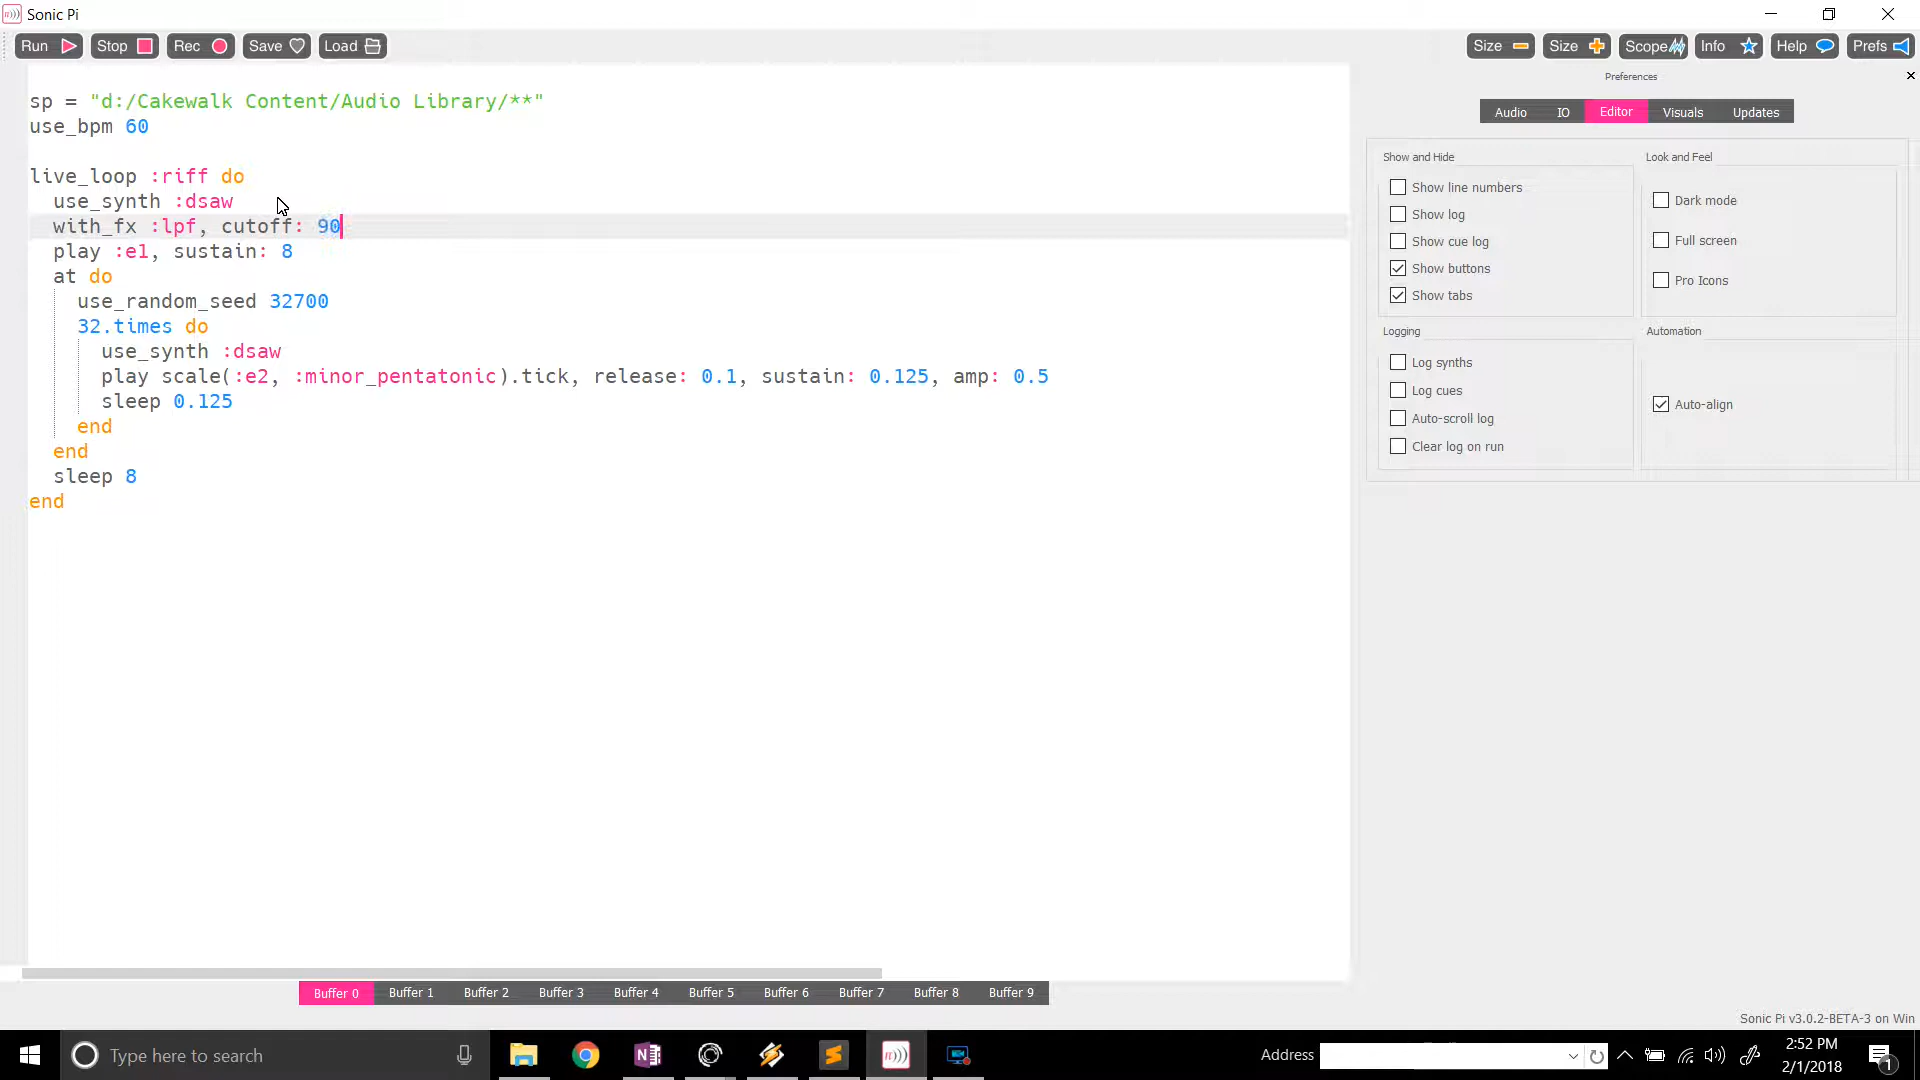 Sonic Pi
Run Stop Rec Save Load Size Size Scope Info Help Prefs
sp = "d:/Cakewalk Content/Audio Library/**"
use_bpm 60
live_loop :riff do
use_synth :dsaw
with_fx :lpf, cutoff: 90
play :e1, sustain: 8
at do
use_random_seed 32700
32.times do
use_synth :dsaw
play scale(:e2, :minor_pentatonic).tick, release: 0.1, sustain: 0.125, amp: 0.5
sleep 0.125
end
end
sleep 8
end
Preferences
Audio IO Editor Visuals Updates
Show and Hide
Show line numbers
Show log
Show cue log
Show buttons
Show tabs
Look and Feel
Dark mode
Full screen
Pro Icons
Logging
Log synths
Log cues
Auto-scroll log
Clear log on run
Automation
Auto-align
Buffer 0 Buffer 1 Buffer 2 Buffer 3 Buffer 4 Buffer 5 Buffer 6 Buffer 7 Buffer 8 Buffer 9
Sonic Pi v3.0.2-BETA-3 on Win
Type here to search
Address
2:52 PM
2/1/2018
1